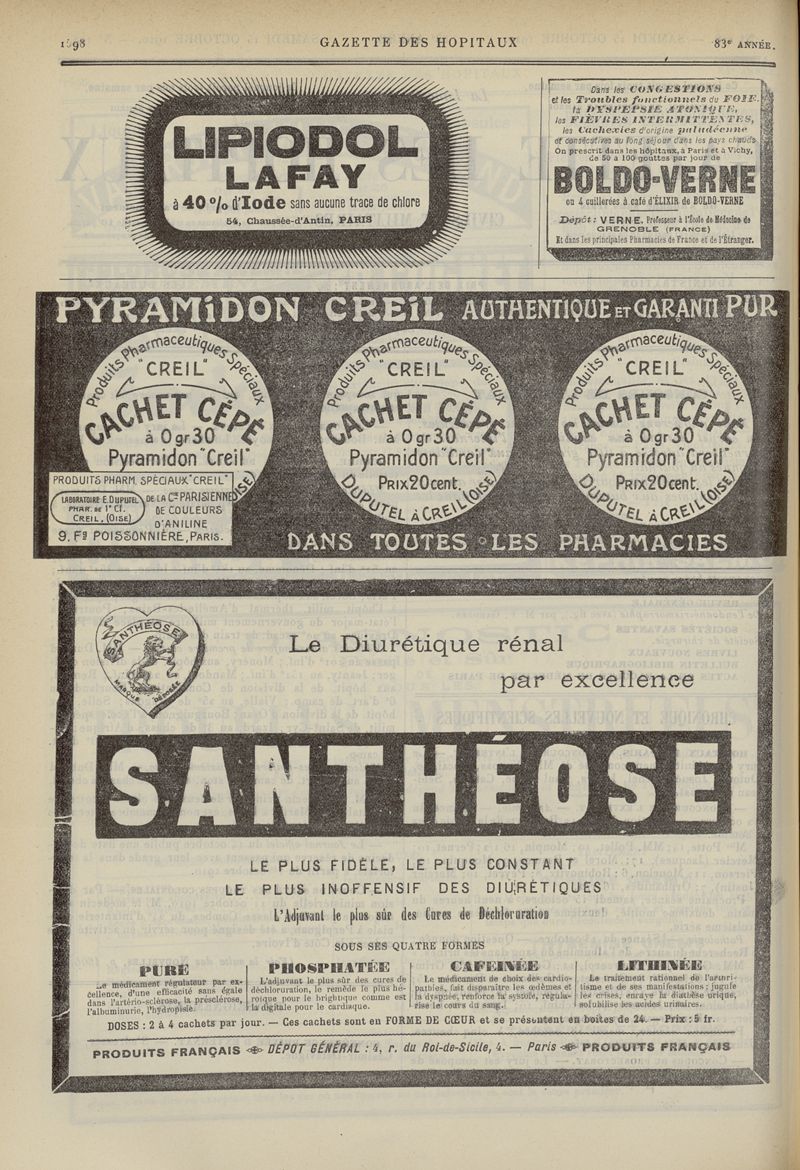 1598
GAZETTE DES HOPITAUX
83e ANNÉE.
LIPIODOL
LAFAY
à 40 % d'Iode sans aucune trace de chlore
54, Chaussée-d'Antin, PARIS
Dans les CONGESTIONS
et les Troubles fonctionnels du FOIE,
la DYSPEPSIE ATONIQUE,
les FIÈVRES INTERMITTENTES,
les Cachexies d'origine paludéenne
et consécutives au long séjour dans les pays chauds
On prescrit dans les hôpitaux, à Paris et à Vichy,
de 50 à 100 gouttes par jour de
BOLDO-VERNE
ou 4 cuillerées à café d'ÉLIXIR de BOLDO-VERNE
Dépôt : VERNE, Professeur à l'École de Médecine de
GRENOBLE (FRANCE)
Et dans les principales Pharmacies de France et de l'Étranger.
PYRAMIDON CREIL AUTHENTIQUE ET GARANTI PUR
Produits Pharmaceutiques Spéciaux
"CREIL"
CACHET CÉPÉ
à 0gr30
Pyramidon "Creil"
OISE)
PRODUITS PHARM. SPÉCIAUX "CREIL"
LABORATOIRE E. DUPUTEL
PHAR. DE 1e Cl.
CREIL, (OISE)
DE LA Cie PARISIENNE
DE COULEURS
D'ANILINE
9. Fg POISSONNIÈRE, PARIS.
Produits Pharmaceutiques Spéciaux
"CREIL"
CACHET CÉPÉ
à 0gr30
Pyramidon "Creil"
PRIX 20 cent.
DUPUTEL À CREIL (OISE)
Produits Pharmaceutiques Spéciaux
"CREIL"
CACHET CÉPÉ
à 0gr30
Pyramidon "Creil"
PRIX 20 cent.
DUPUTEL À CREIL (OISE)
DANS TOUTES LES PHARMACIES
SANTHÉOSE
MARQUE DÉPOSÉE
Le Diurétique rénal
par excellence
SANTHÉOSE
LE PLUS FIDÈLE, LE PLUS CONSTANT
LE PLUS INOFFENSIF DES DIURÉTIQUES
L'Adjuvant le plus sûr des Cures de Déchloruration
SOUS SES QUATRE FORMES
PURE
Le médicament régulateur par ex-
cellence, d'une efficacité sans égale
dans l'artério-sclérose, la présclérose,
l'albuminurie, l'hydropisie.
PHOSPHATÉE
L'adjuvant le plus sûr des cures de
déchloruration, le remède le plus hé-
roïque pour le brightique comme est
la digitale pour le cardiaque.
CAFÉINÉE
Le médicament de choix des cardio-
pathies, fait disparaître les œdèmes et
la dyspnée, renforce la systole, régula-
rise le cours du sang.
LITHINÉE
Le traitement rationnel de l'arthri-
tisme et de ses manifestations ; jugule
les crises, enraye la diathèse urique,
solubilise les acides urinaires.
DOSES : 2 à 4 cachets par jour. — Ces cachets sont en FORME DE CŒUR et se présentent en boîtes de 24. — Prix : 5 fr.
PRODUITS FRANÇAIS DÉPOT GÉNÉRAL : 4, r. du Roi-de-Sicile, 4. — Paris PRODUITS FRANÇAIS